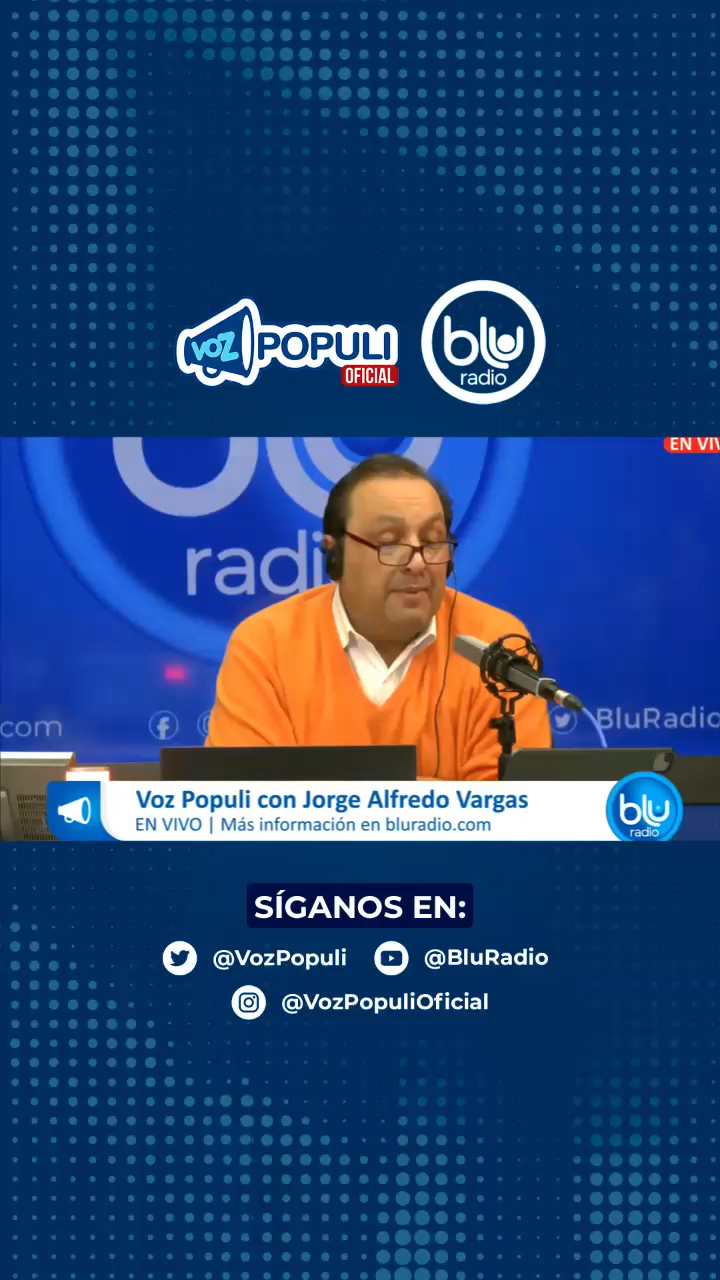 VOZ POPULI
OFICIAL
blu
radio
EN VIV
radi
com
BluRadio
Voz Populi con Jorge Alfredo Vargas
EN VIVO | Más información en bluradio.com
blu
radio
SÍGANOS EN:
@VozPopuli @BluRadio
@VozPopuliOficial